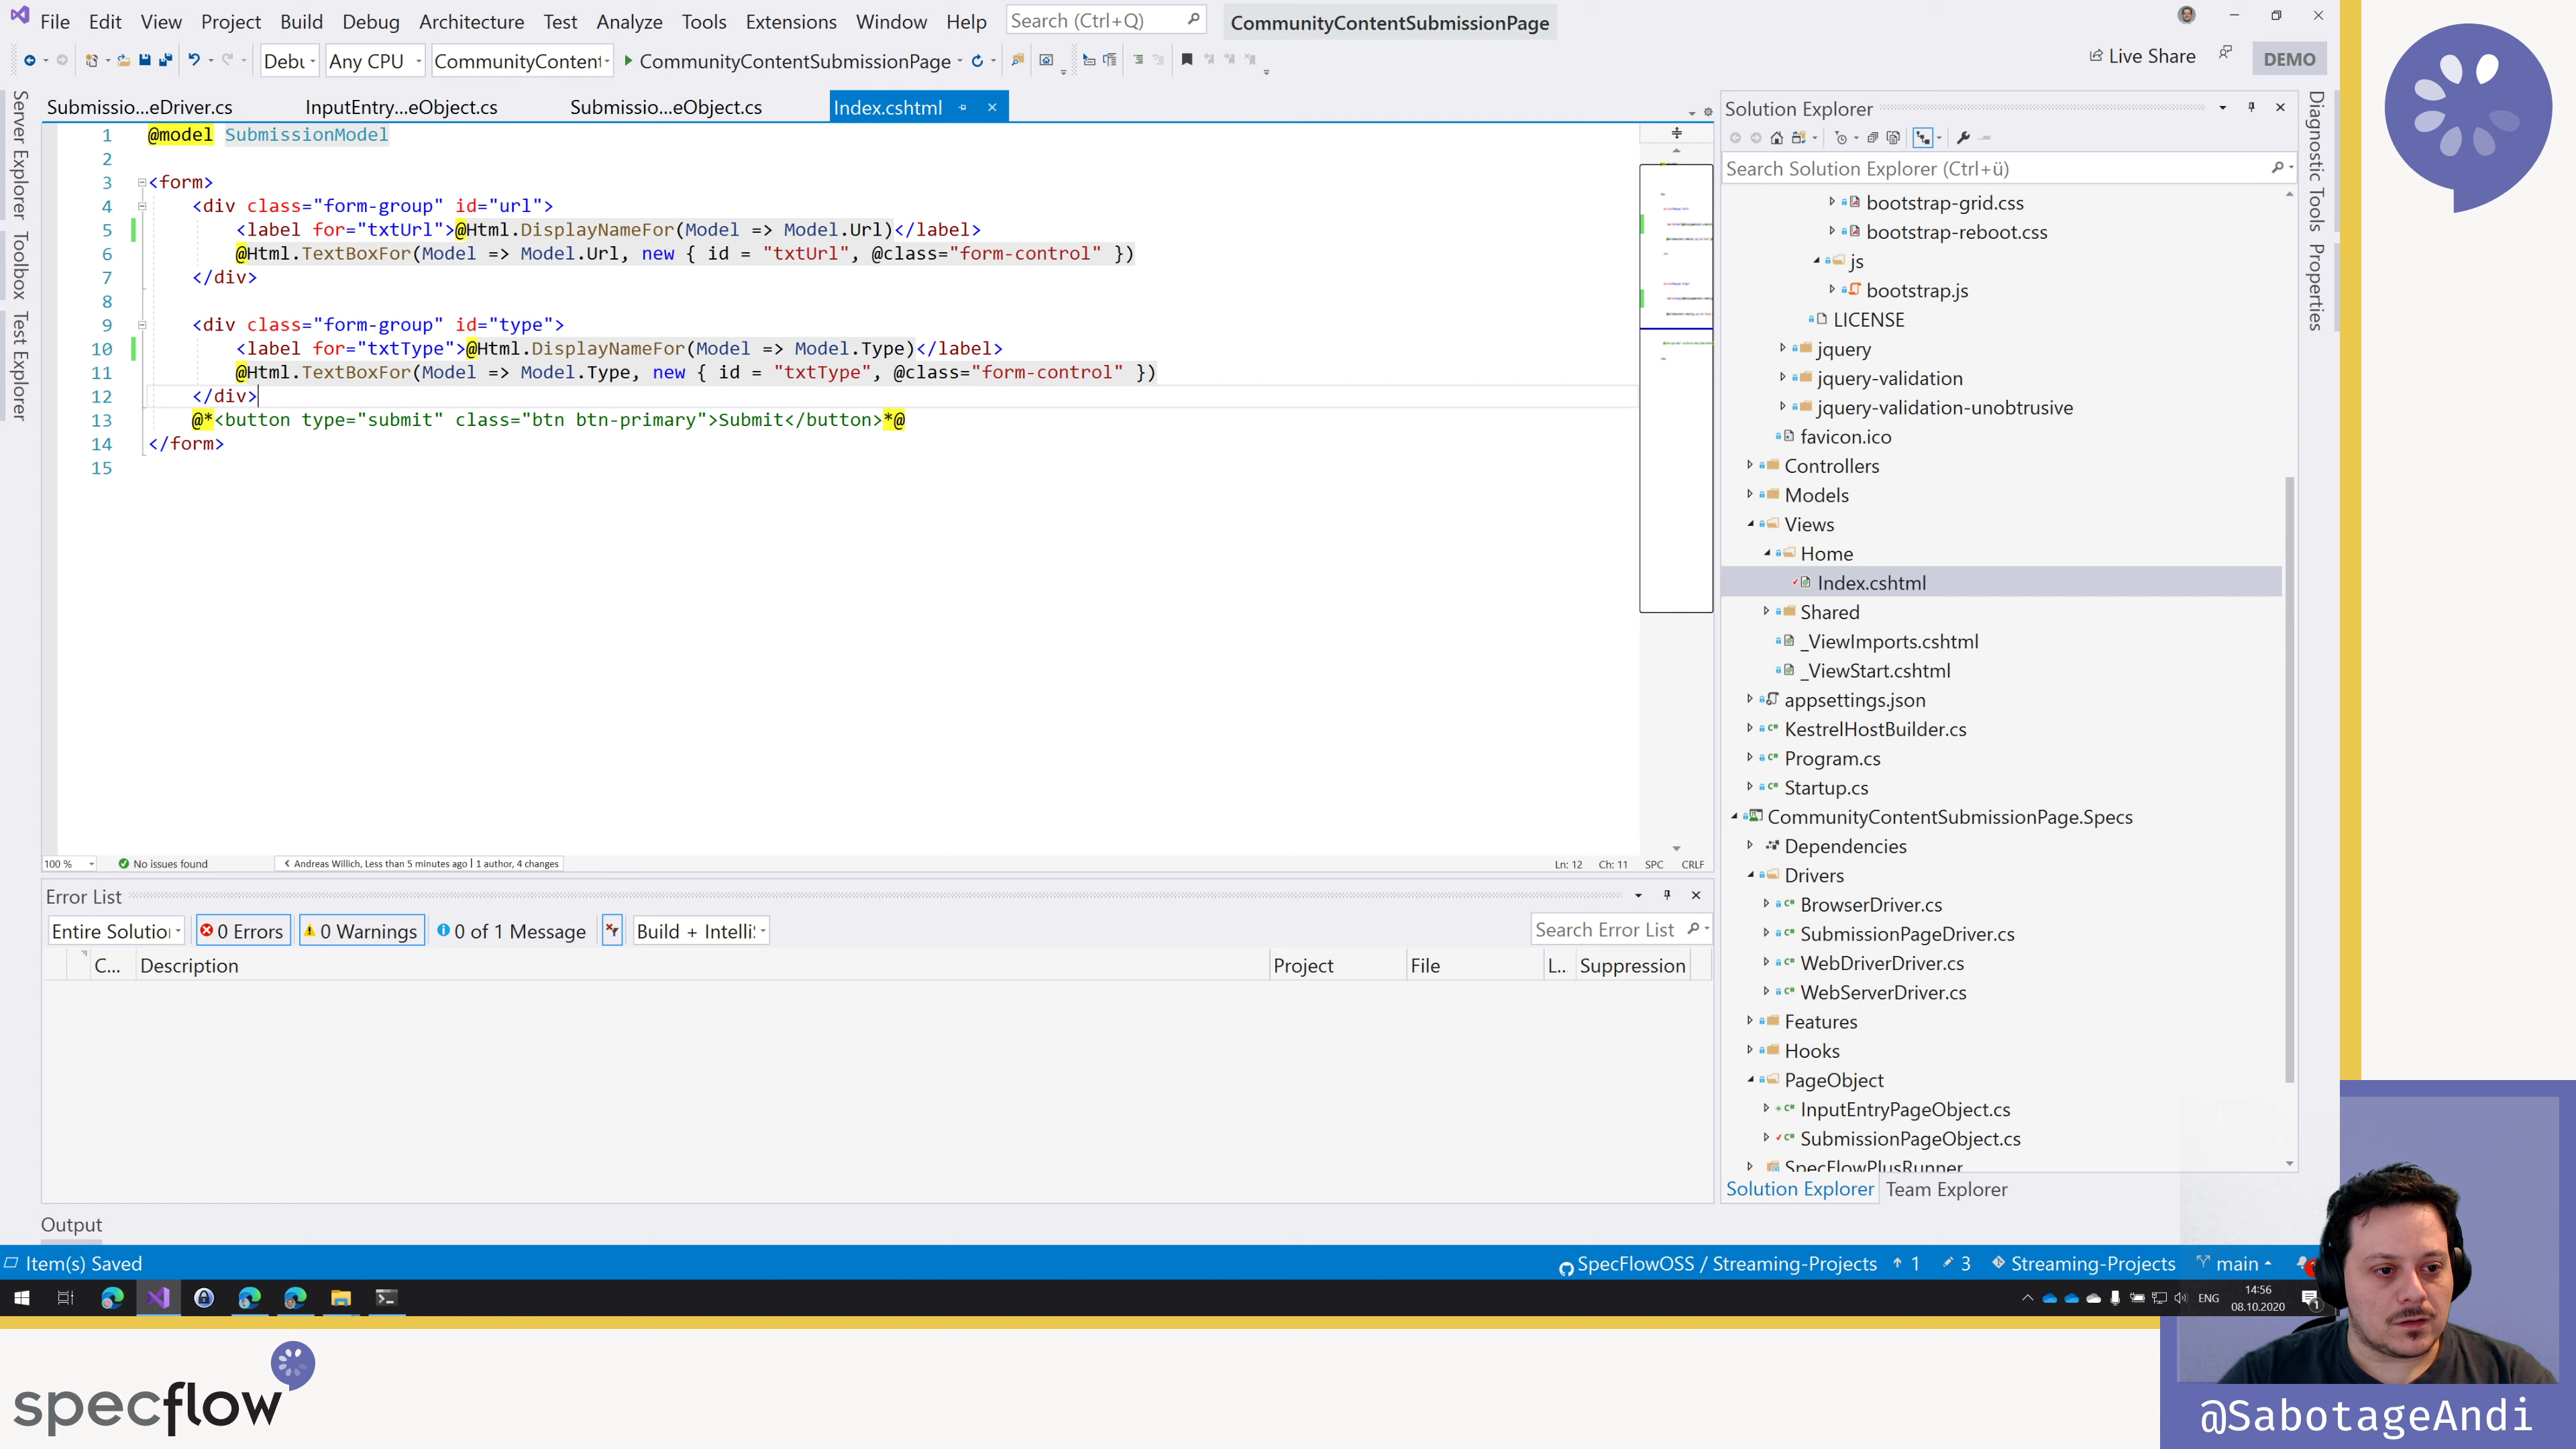 File Edit View Project Build Debug Architecture Test Analyze Tools Extensions Window Help Search (Ctrl+Q) CommunityContentSubmissionPage
Debu Any CPU CommunityContent CommunityContentSubmissionPage Live Share DEMO
Server Explorer
Toolbox
Test Explorer
Submissio...eDriver.cs InputEntry...eObject.cs Submissio...eObject.cs Index.cshtml
1 @model SubmissionModel
2
3 <form>
4 <div class="form-group" id="url">
5 <label for="txtUrl">@Html.DisplayNameFor(Model => Model.Url)</label>
6 @Html.TextBoxFor(Model => Model.Url, new { id = "txtUrl", @class="form-control" })
7 </div>
8
9 <div class="form-group" id="type">
10 <label for="txtType">@Html.DisplayNameFor(Model => Model.Type)</label>
11 @Html.TextBoxFor(Model => Model.Type, new { id = "txtType", @class="form-control" })
12 </div>
13 @*<button type="submit" class="btn btn-primary">Submit</button>*@
14 </form>
15
100 % No issues found Andreas Willich, Less than 5 minutes ago | 1 author, 4 changes Ln: 12 Ch: 11 SPC CRLF
Error List
Entire Solutio 0 Errors 0 Warnings 0 of 1 Message Build + Intelli Search Error List
C... Description Project File L.. Suppression
Output
Solution Explorer
Search Solution Explorer (Ctrl+ü)
bootstrap-grid.css
bootstrap-reboot.css
js
bootstrap.js
LICENSE
jquery
jquery-validation
jquery-validation-unobtrusive
favicon.ico
Controllers
Models
Views
Home
Index.cshtml
Shared
_ViewImports.cshtml
_ViewStart.cshtml
appsettings.json
KestrelHostBuilder.cs
Program.cs
Startup.cs
CommunityContentSubmissionPage.Specs
Dependencies
Drivers
BrowserDriver.cs
SubmissionPageDriver.cs
WebDriverDriver.cs
WebServerDriver.cs
Features
Hooks
PageObject
InputEntryPageObject.cs
SubmissionPageObject.cs
SpecFlowPlusRunner
Solution Explorer Team Explorer
Diagnostic Tools
Properties
Item(s) Saved SpecFlowOSS / Streaming-Projects 1 3 Streaming-Projects main
ENG 14:56
08.10.2020
1
specflow
@SabotageAndi